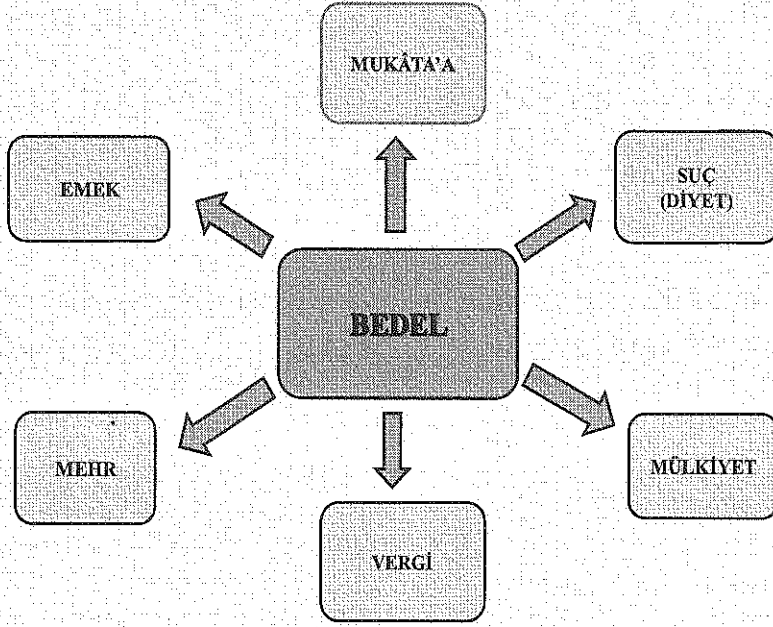 MUKÂTA'A
EMEK
SUÇ
(DİYET)
BEDEL
MEHR
MÜLKİYET
VERGİ